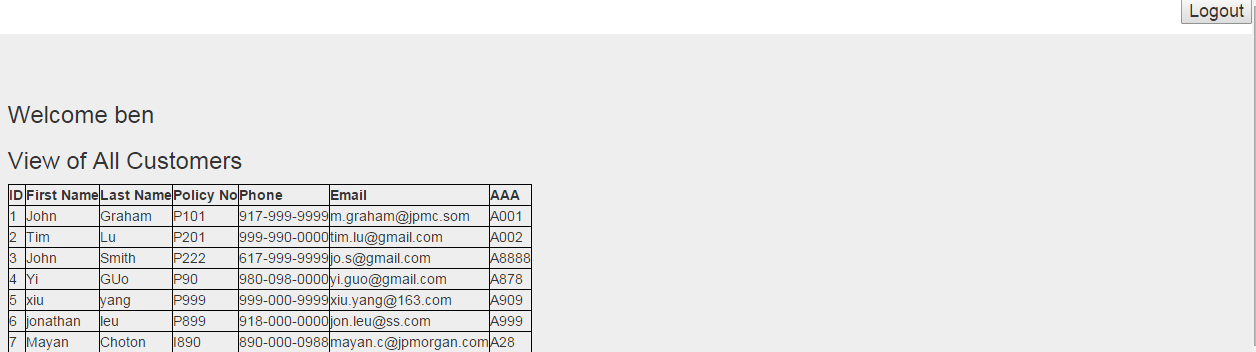 Logout
Welcome ben
View of All Customers
ID First Name Last Name Policy No Phone Email AAA
1 John Graham P101 917-999-9999 m.graham@jpmc.som A001
2 Tim Lu P201 999-990-0000 tim.lu@gmail.com A002
3 John Smith P222 617-999-9999 jo.s@gmail.com A8888
4 Yi GUo P90 980-098-0000 yi.guo@gmail.com A878
5 xiu yang P999 999-000-9999 xiu.yang@163.com A909
6 jonathan leu P899 918-000-0000 jon.leu@ss.com A999
7 Mayan Choton I890 890-000-0988 mayan.c@jpmorgan.com A28